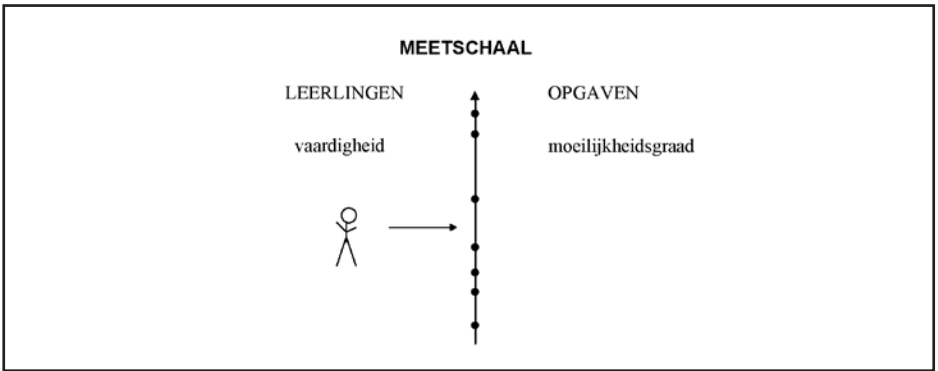 MEETSCHAAL
LEERLINGEN OPGAVEN
vaardigheid moeilijkheidsgraad